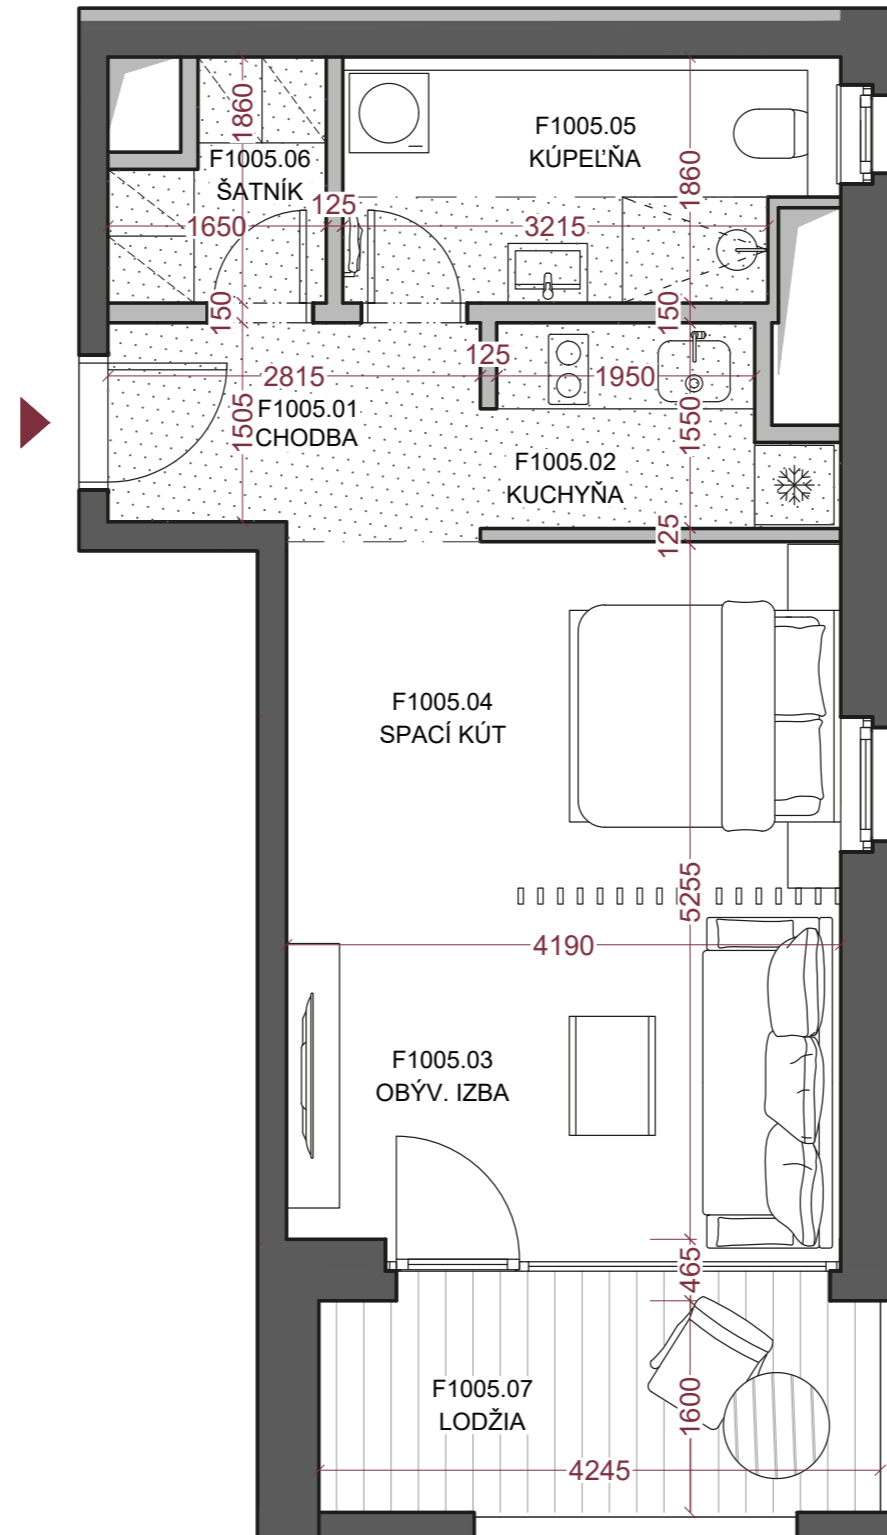 1860
F1005.05
KÚPEĽŇA
F1005.06
ŠATNÍK
1860
125
1650
3215
150
150
125
2815
1950
F1005.01
CHODBA
1505
1550
F1005.02
KUCHYŇA
125
F1005.04
SPACÍ KÚT
5255
4190
F1005.03
OBÝV. IZBA
465
F1005.07
LODŽIA
1600
4245